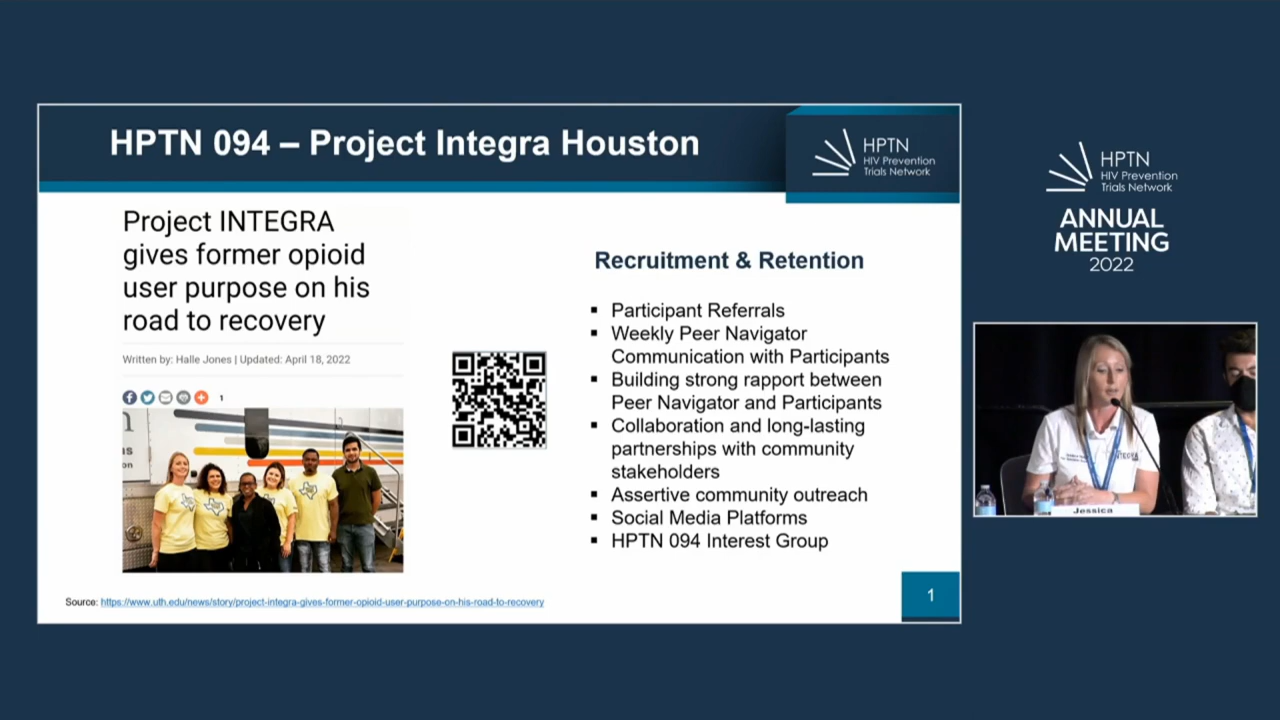 HPTN 094 – Project Integra Houston
HPTN
HIV Prevention
Trials Network
Project INTEGRA
gives former opioid
user purpose on his
road to recovery
Written by: Halle Jones | Updated: April 18, 2022
1
Recruitment & Retention
▪ Participant Referrals
▪ Weekly Peer Navigator
Communication with Participants
▪ Building strong rapport between
Peer Navigator and Participants
▪ Collaboration and long-lasting
partnerships with community
stakeholders
▪ Assertive community outreach
▪ Social Media Platforms
▪ HPTN 094 Interest Group
Source: https://www.uth.edu/news/story/project-integra-gives-former-opioid-user-purpose-on-his-road-to-recovery
1
HPTN
HIV Prevention
Trials Network
ANNUAL
MEETING
2022
INTEGRA
Jessica